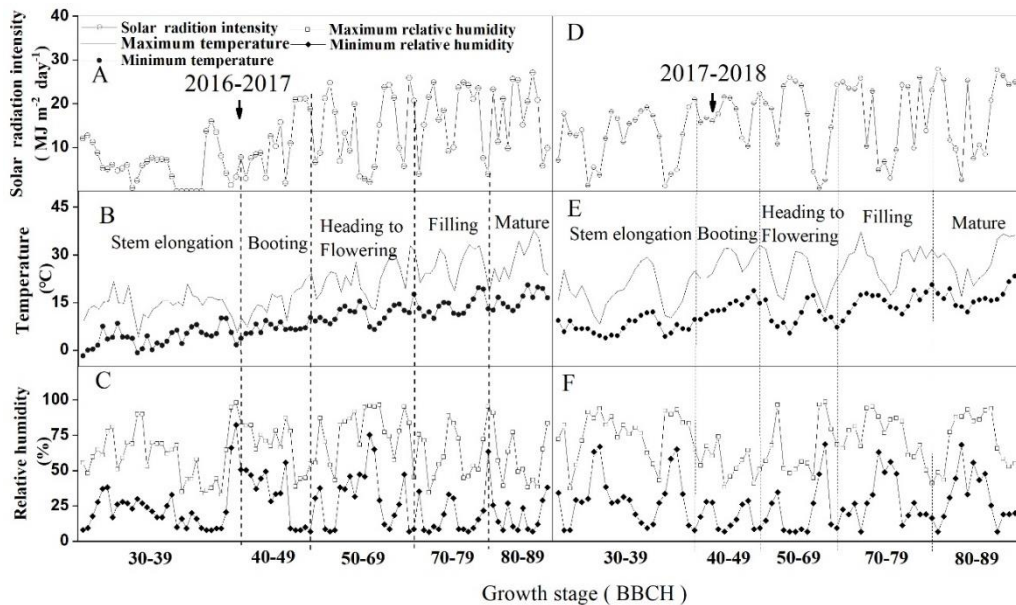 Solar radition intensity
Maximum temperature
Minimum temperature
Maximum relative humidity
Minimum relative humidity
A
2016-2017
D
2017-2018
Solar radiation intensity
( MJ m-2 day-1)
40
30
20
10
B
Stem elongation
Booting
Heading to
Flowering
Filling
Mature
E
Stem elongation
Booting
Heading to
Flowering
Filling
Mature
Temperature
(°C)
45
30
15
0
C
F
Relative humidity
(%)
100
75
50
25
0
30-39 40-49 50-69 70-79 80-89 30-39 40-49 50-69 70-79 80-89
Growth stage ( BBCH )